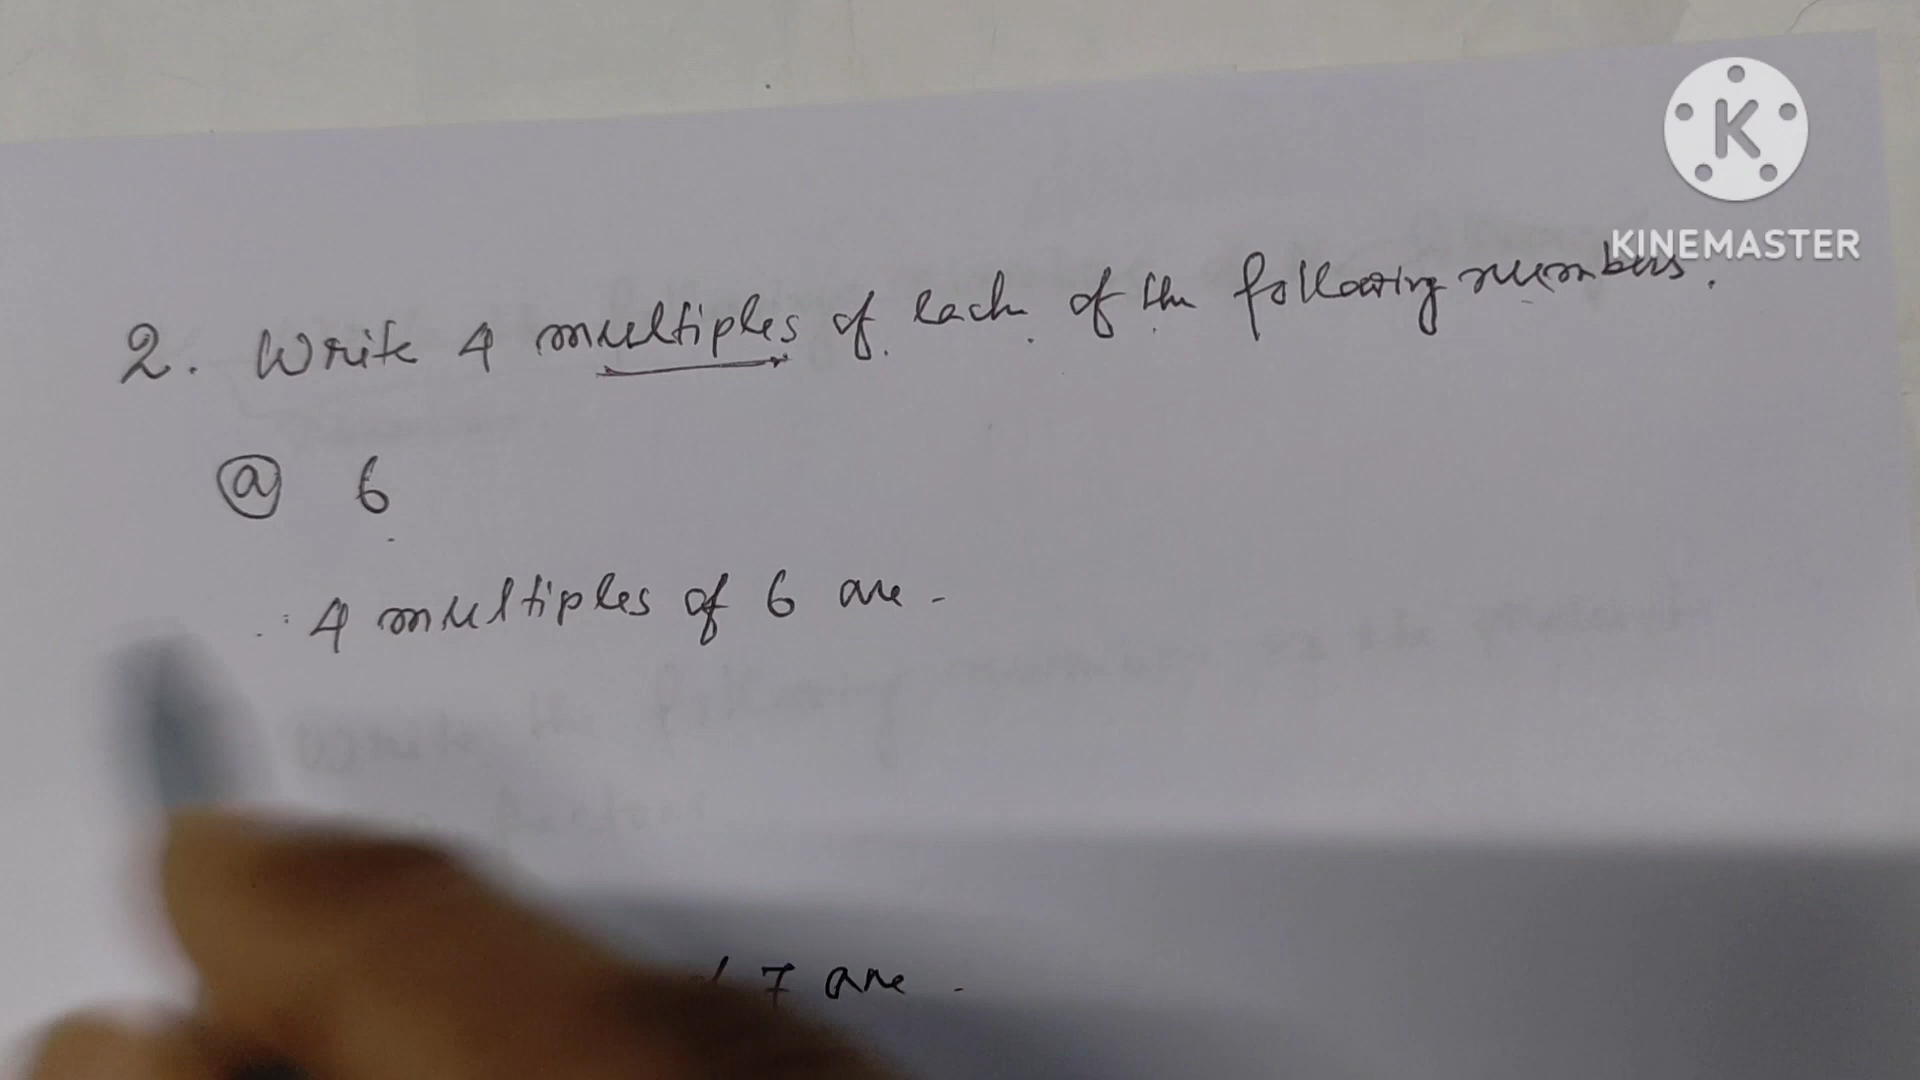 K
KINEMASTER
2. Write 4 multiples of each of the following numbers.
(a) 6
4 multiples of 6 are -
7 are -